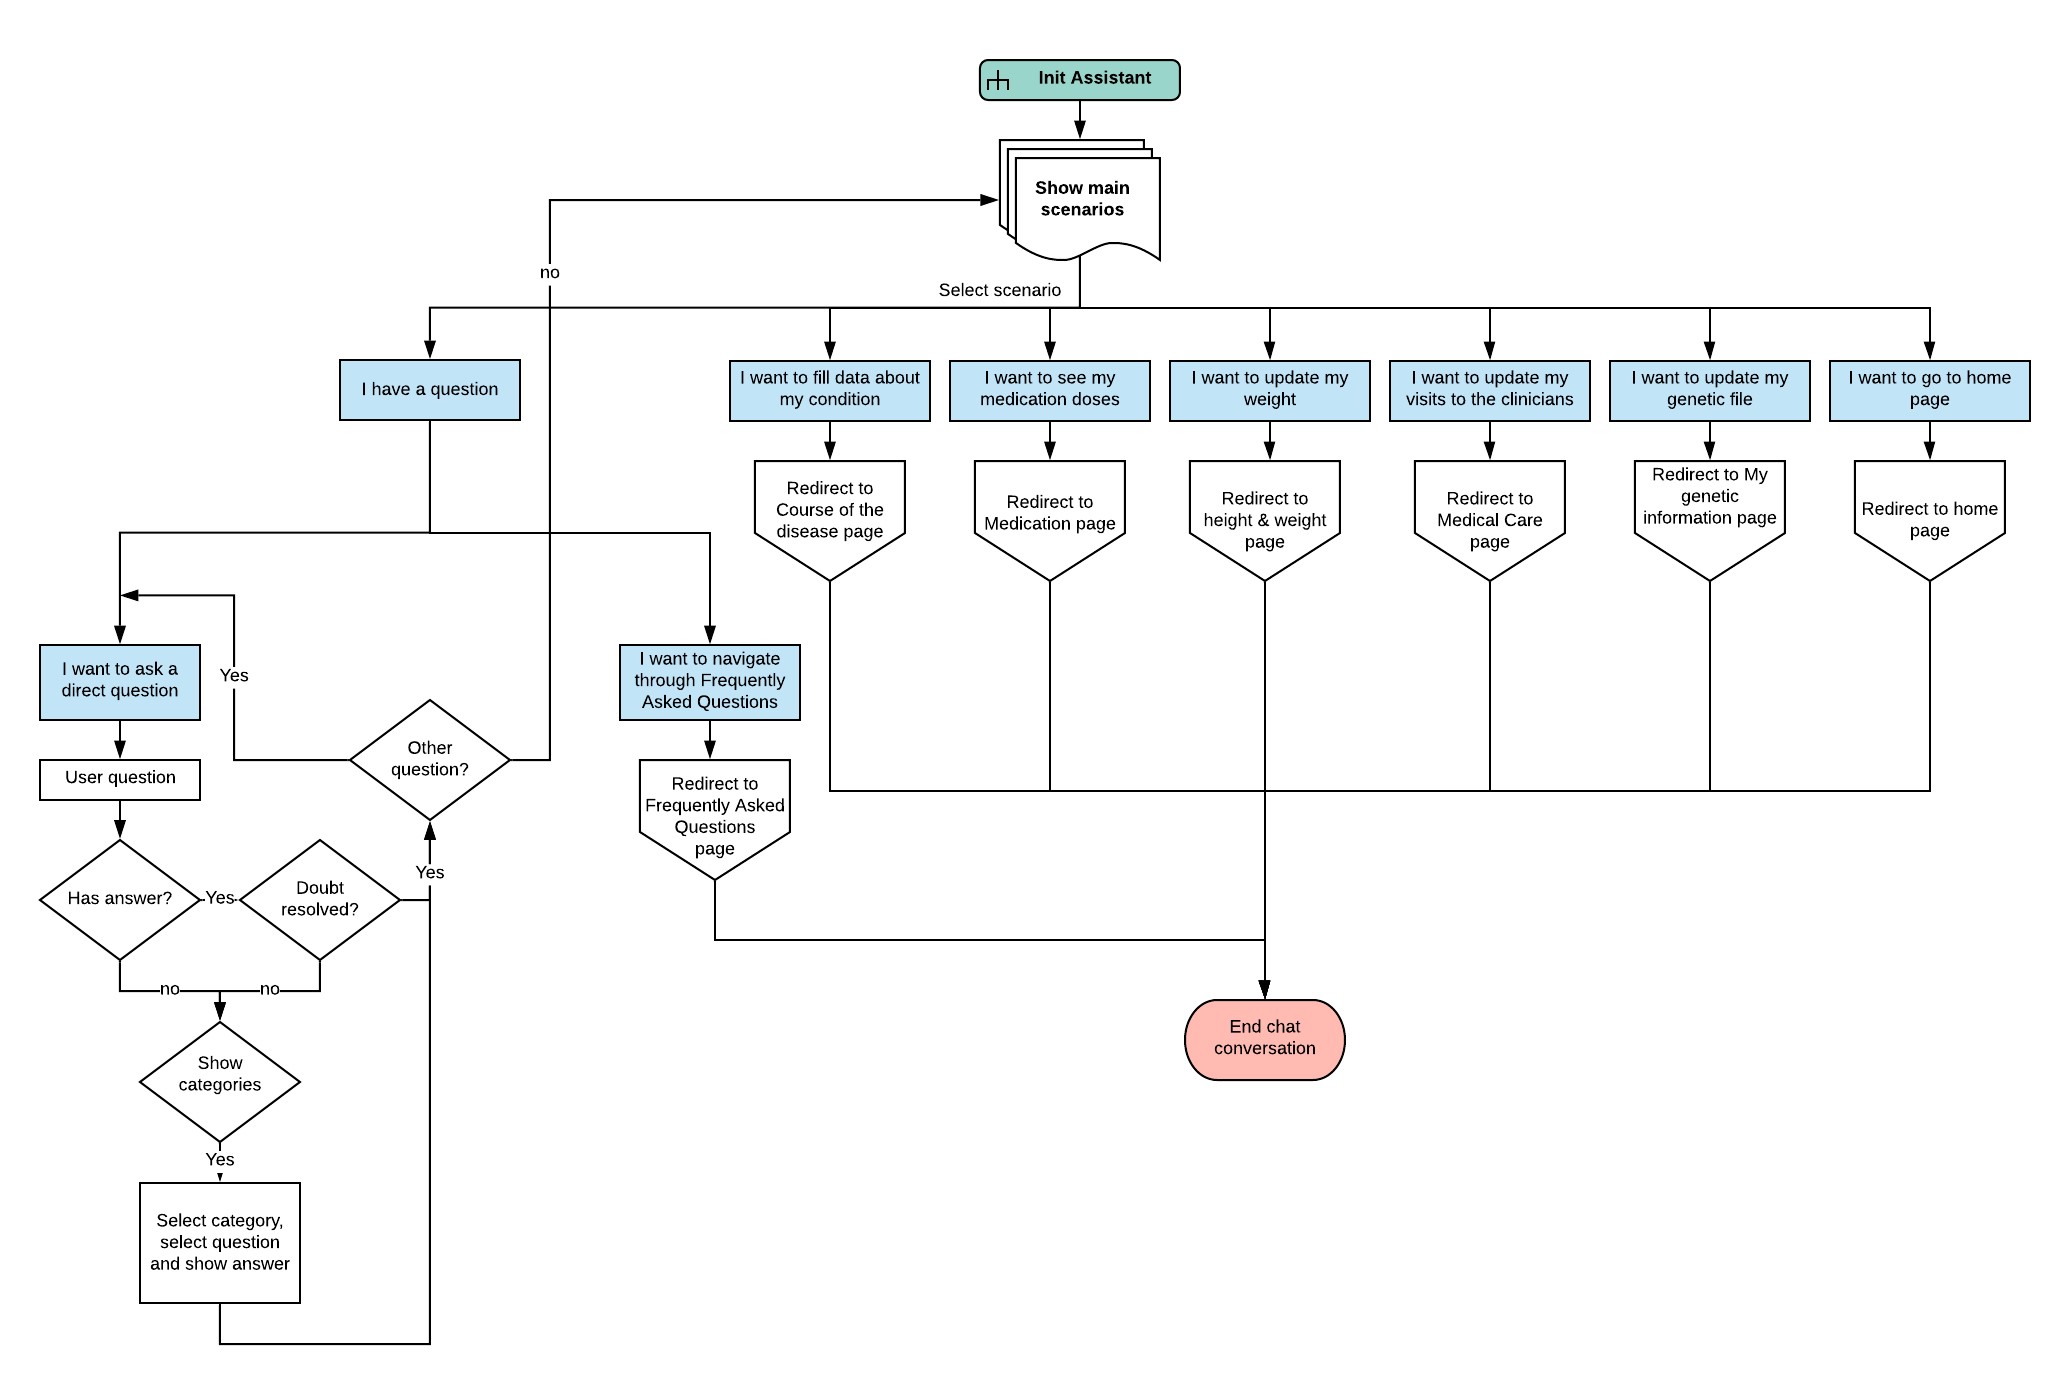 Init Assistant
Show main
scenarios
no
Select scenario
I have a question
I want to fill data about
my condition
I want to see my
medication doses
I want to update my
weight
I want to update my
visits to the clinicians
I want to update my
genetic file
I want to go to home
page
Redirect to
Course of the
disease page
Redirect to
Medication page
Redirect to
height & weight
page
Redirect to
Medical Care
page
Redirect to My
genetic
information page
Redirect to home
page
I want to ask a
direct question
Yes
I want to navigate
through Frequently
Asked Questions
Other
question?
User question
Redirect to
Frequently Asked
Questions
page
Yes
Has answer?
Yes
Doubt
resolved?
no
no
Show
categories
End chat
conversation
Yes
Select category,
select question
and show answer